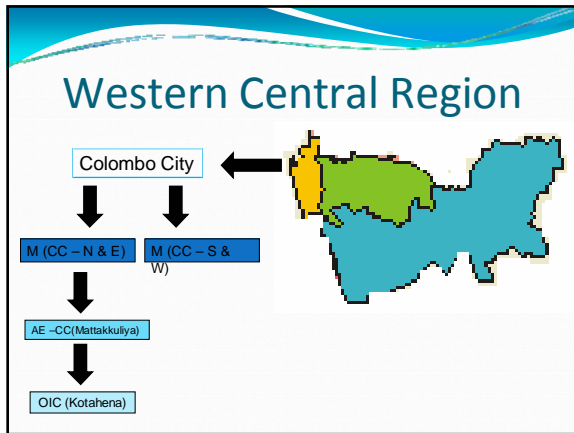 Western Central Region
Colombo City
M (CC – N & E)
M (CC – S &
W)
AE –CC(Mattakkuliya)
OIC (Kotahena)